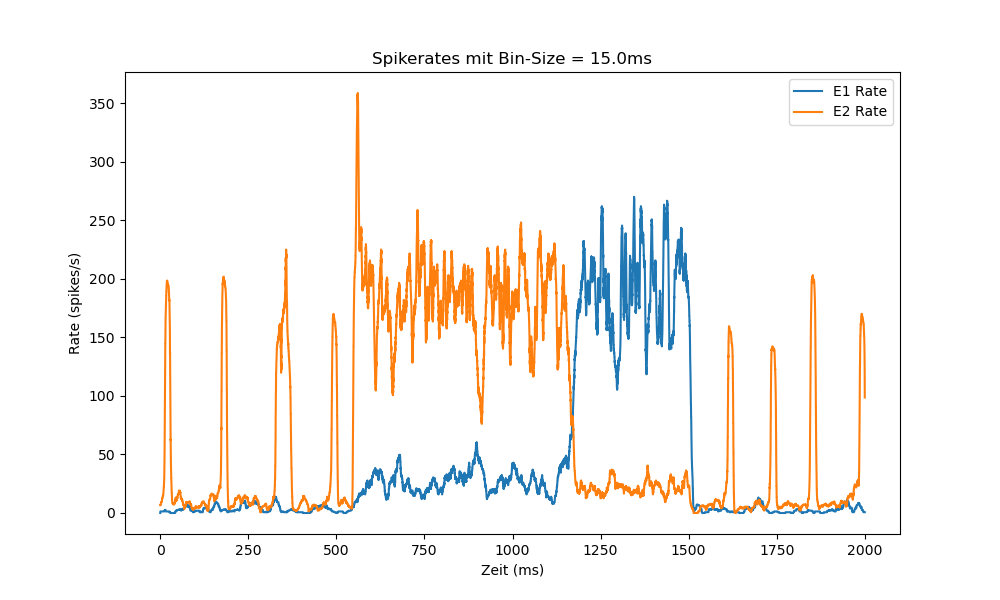 Spikerates mit Bin-Size = 15.0ms
E1 Rate
E2 Rate
Rate (spikes/s)
350
300
250
200
150
100
50
0
0 250 500 750 1000 1250 1500 1750 2000
Zeit (ms)